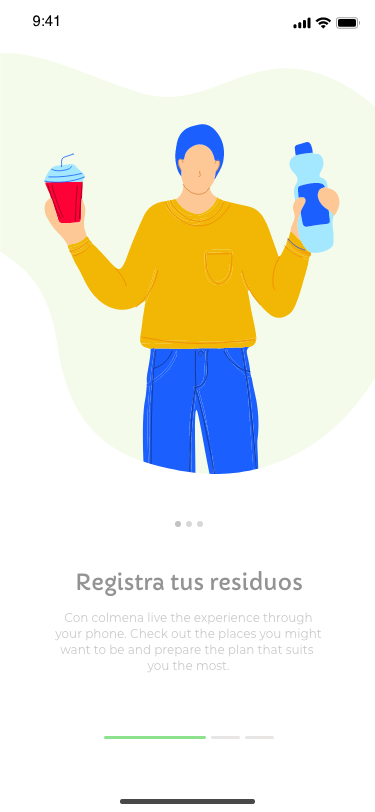 9:41
Registra tus residuos
Con colmena live the experience through
your phone. Check out the places you might
want to be and prepare the plan that suits
you the most.